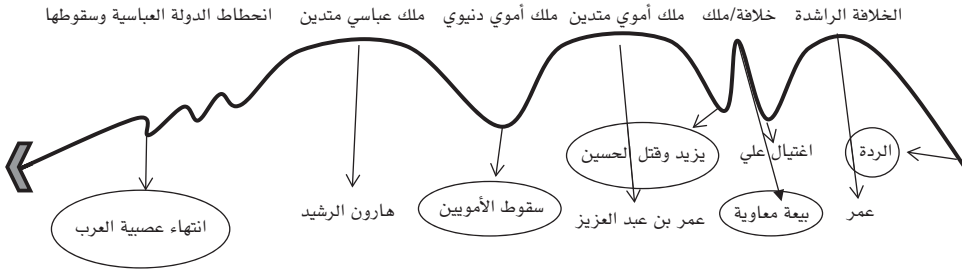 الخلافة الراشدة
خلافة/ملك
ملك أموي متدين
ملك أموي دنيوي
ملك عباسي متدين
انحطاط الدولة العباسية وسقوطها
الردة
اغتيال علي
يزيد وقتل الحسين
عمر
بيعة معاوية
عمر بن عبد العزيز
سقوط الأمويين
هارون الرشيد
انتهاء عصبية العرب